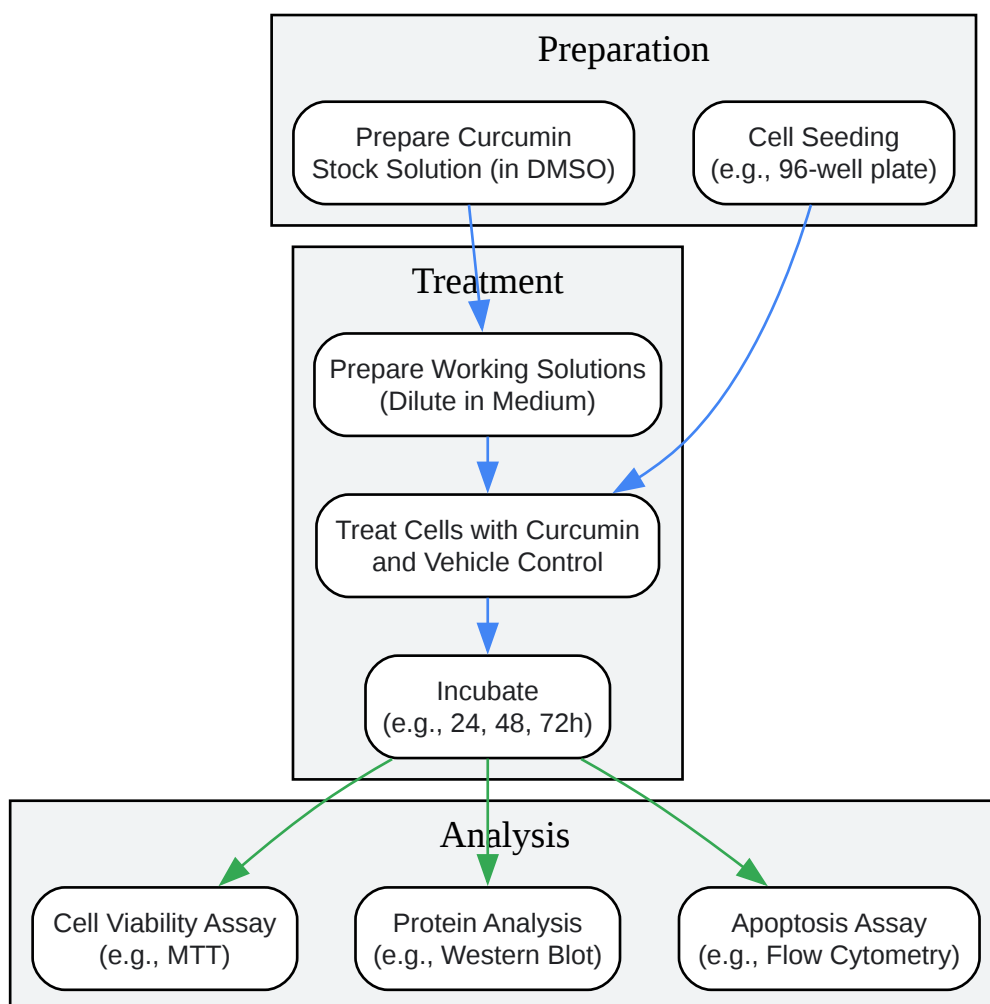 Preparation
Prepare Curcumin
Stock Solution (in DMSO)
Cell Seeding
(e.g., 96-well plate)
Treatment
Prepare Working Solutions
(Dilute in Medium)
Treat Cells with Curcumin
and Vehicle Control
Incubate
(e.g., 24, 48, 72h)
Analysis
Cell Viability Assay
(e.g., MTT)
Protein Analysis
(e.g., Western Blot)
Apoptosis Assay
(e.g., Flow Cytometry)